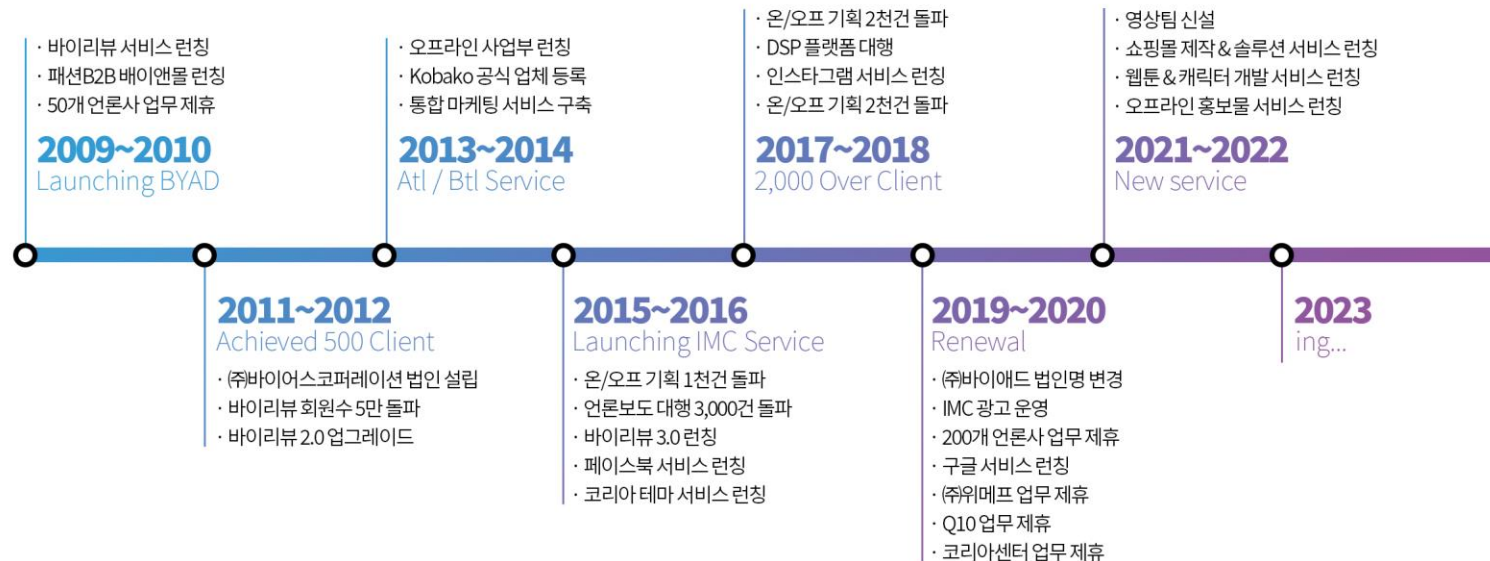 · 바이리뷰 서비스 런칭
· 패션B2B 배이앤몰 런칭
· 50개 언론사 업무 제휴
2009~2010
Launching BYAD
· 오프라인 사업부 런칭
· Kobako 공식 업체 등록
· 통합 마케팅 서비스 구축
2013~2014
Atl / Btl Service
· 온/오프 기획 2천건 돌파
· DSP 플랫폼 대행
· 인스타그램 서비스 런칭
· 온/오프 기획 2천건 돌파
2017~2018
2,000 Over Client
· 영상팀 신설
· 쇼핑몰 제작 & 솔루션 서비스 런칭
· 웹툰 & 캐릭터 개발 서비스 런칭
· 오프라인 홍보물 서비스 런칭
2021~2022
New service
2011~2012
Achieved 500 Client
· ㈜바이어스코퍼레이션 법인 설립
· 바이리뷰 회원수 5만 돌파
· 바이리뷰 2.0 업그레이드
2015~2016
Launching IMC Service
· 온/오프 기획 1천건 돌파
· 언론보도 대행 3,000건 돌파
· 바이리뷰 3.0 런칭
· 페이스북 서비스 런칭
· 코리아 테마 서비스 런칭
2019~2020
Renewal
· ㈜바이애드 법인명 변경
· IMC 광고 운영
· 200개 언론사 업무 제휴
· 구글 서비스 런칭
· ㈜위메프 업무 제휴
· Q10 업무 제휴
· 코리아센터 업무 제휴
2023
ing...